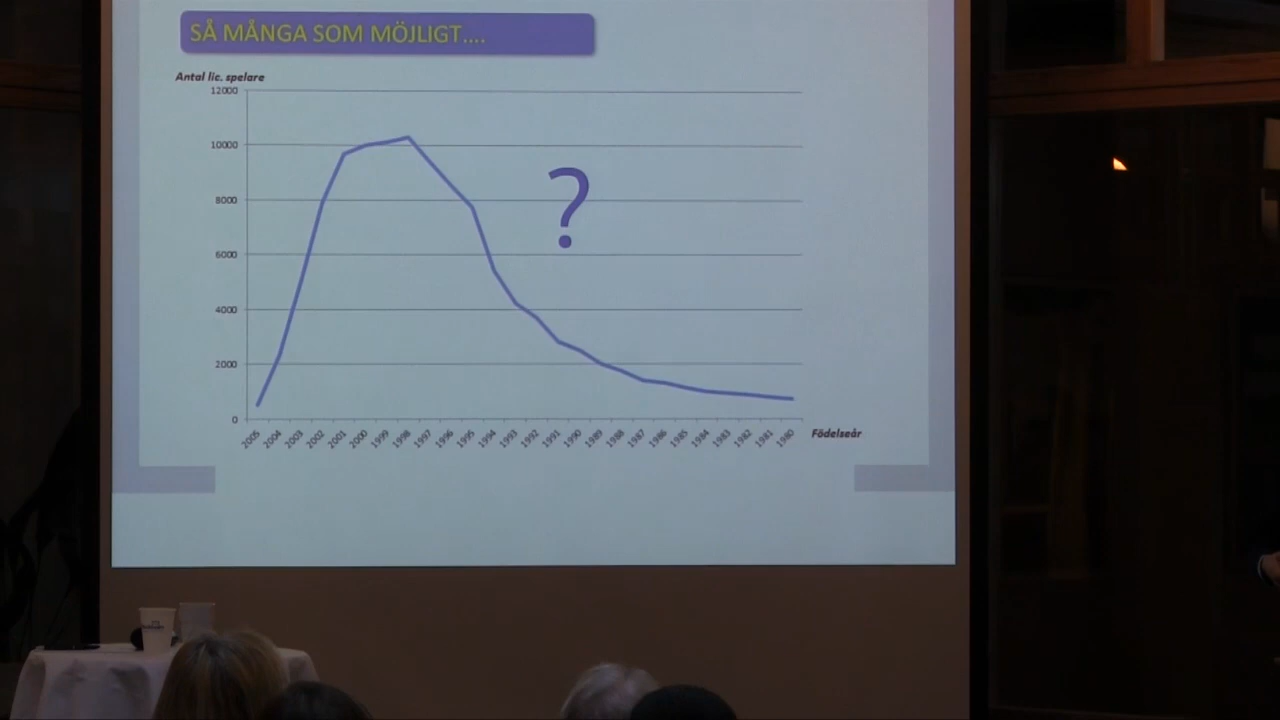 SÅ MÅNGA SOM MÖJLIGT....
Antal lic. spelare
12000
10000
8000
6000
4000
2000
0
?
2005 2004 2003 2002 2001 2000 1999 1998 1997 1996 1995 1994 1993 1992 1991 1990 1989 1988 1987 1986 1985 1984 1983 1982 1981 1980
Födelseår